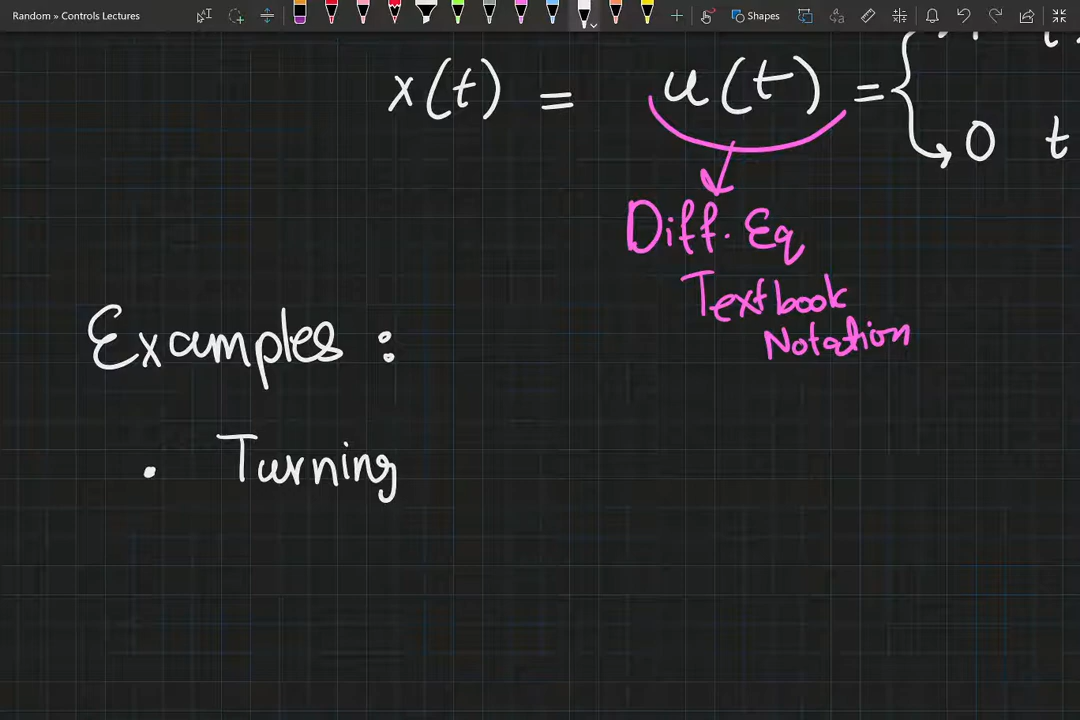 Random » Controls Lectures
Shapes
x(t) = u(t) =
0 t
Diff. Eq
Textbook
Notation
Examples :
• Turning